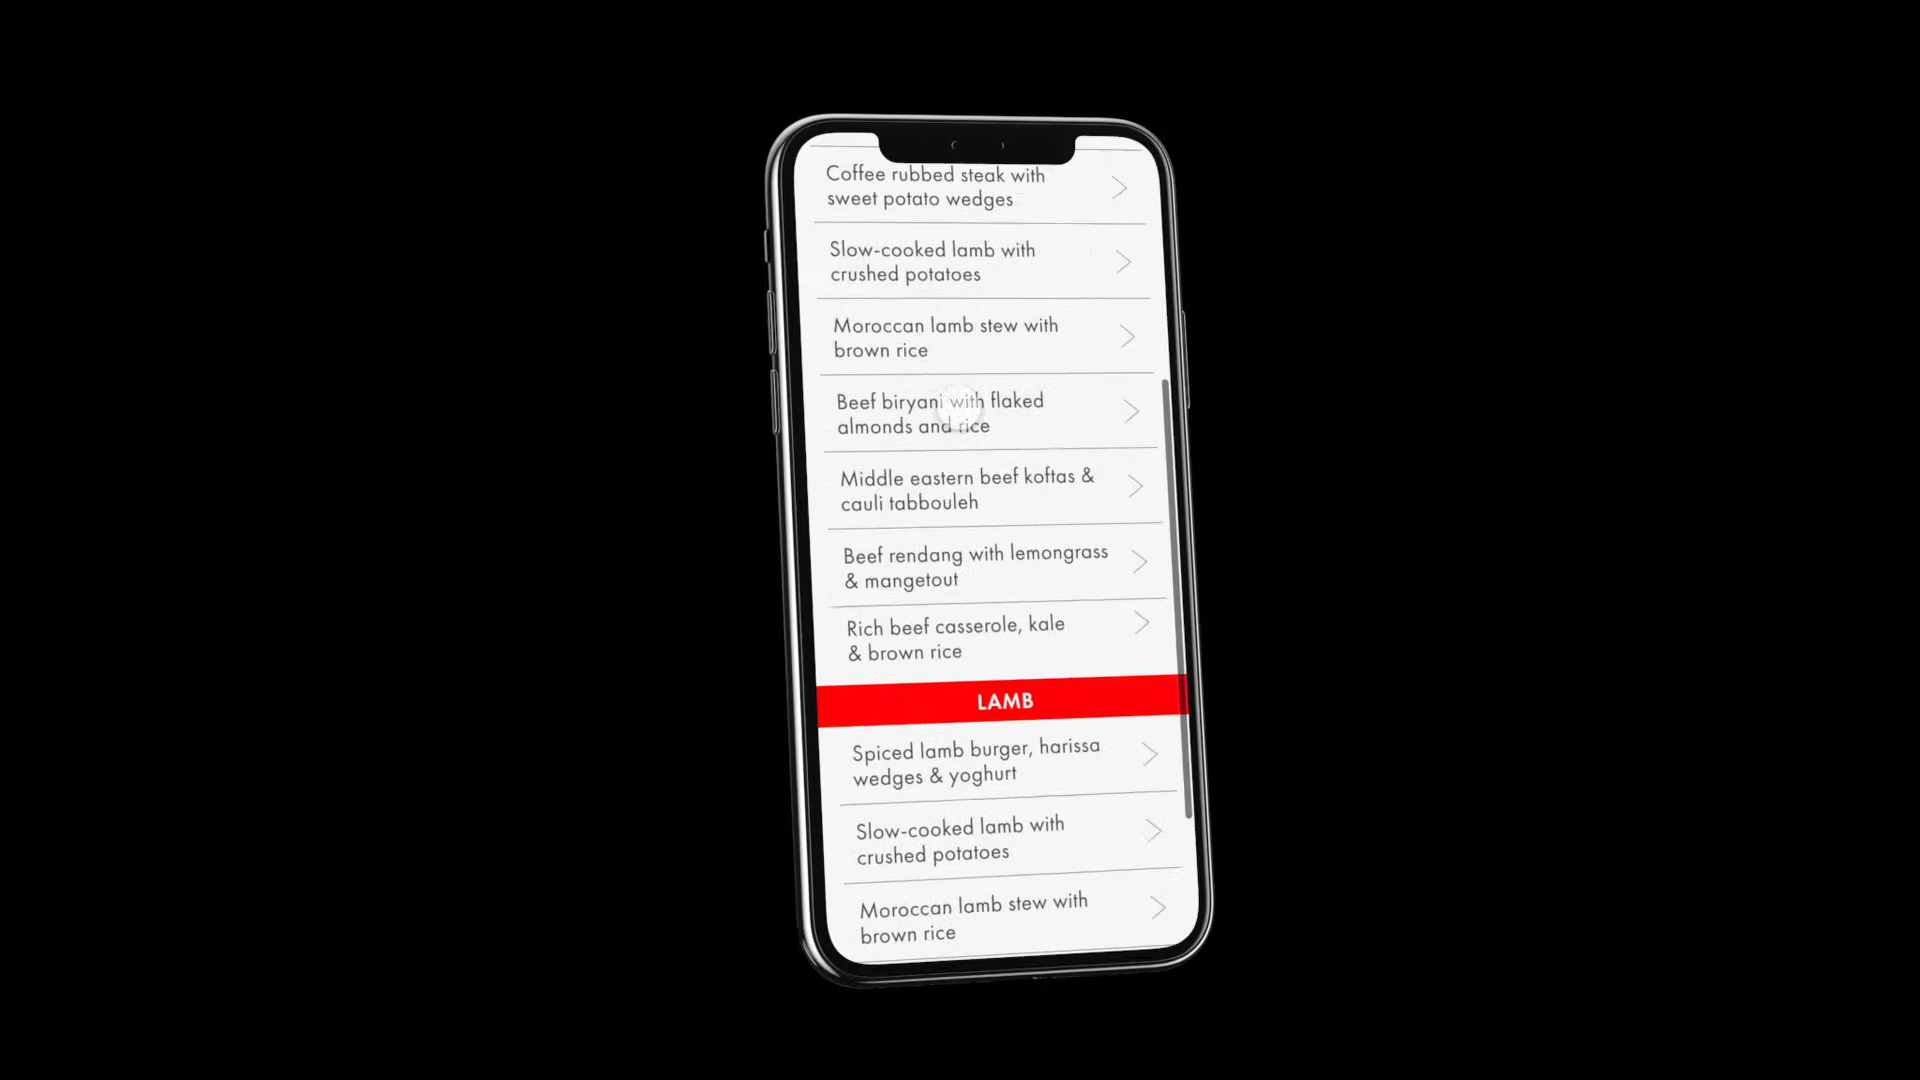 Coffee rubbed steak with
sweet potato wedges
Slow-cooked lamb with
crushed potatoes
Moroccan lamb stew with
brown rice
Beef biryani with flaked
almonds and rice
Middle eastern beef koftas &
cauli tabbouleh
Beef rendang with lemongrass
& mangetout
Rich beef casserole, kale
& brown rice
LAMB
Spiced lamb burger, harissa
wedges & yoghurt
Slow-cooked lamb with
crushed potatoes
Moroccan lamb stew with
brown rice